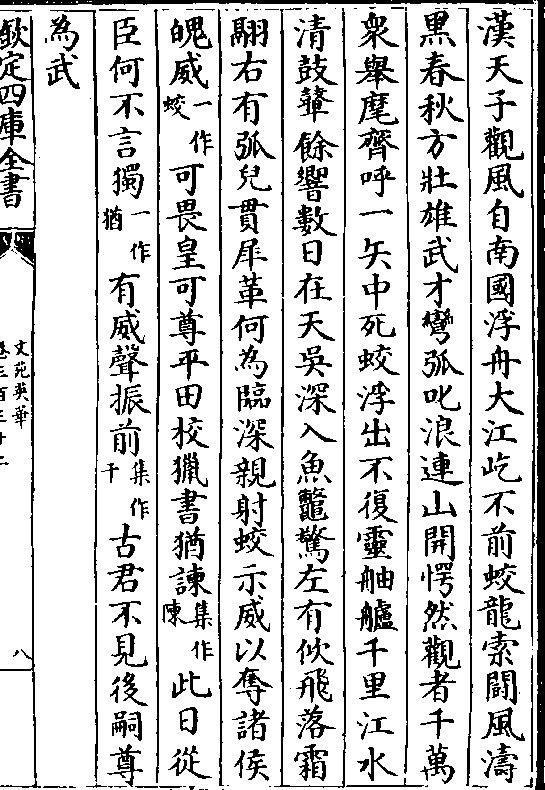 漢天子觀風自南國浮舟大江屹不前蛟龍索鬭風濤
黑春秋方壯雄武才彎弧叱浪連山開愕然觀者千萬
衆舉麾齊呼一矢中死蛟浮出不復靈舳艫千里江水
清鼓鼙餘響數日在天吳深入魚鼈驚左有佽飛落霜
翮右有孤兒貫犀革何為臨深親射蛟示威以奪諸侯
魄威一作蛟可畏皇可尊平田校獵書猶諫集作陳此日從
臣何不言獨一作猶有威聲振前集作千古君不見後嗣尊
為武
欽定四庫全書
文苑英華
卷三百三十二
八